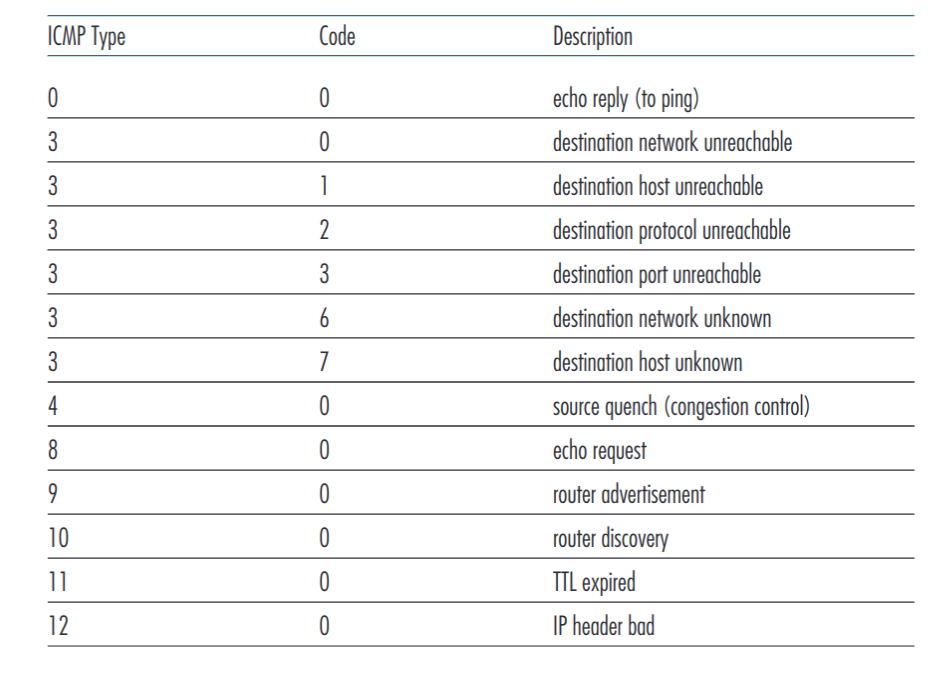 ICMP Type Code Description
0 0 echo reply (to ping)
3 0 destination network unreachable
3 1 destination host unreachable
3 2 destination protocol unreachable
3 3 destination port unreachable
3 6 destination network unknown
3 7 destination host unknown
4 0 source quench (congestion control)
8 0 echo request
9 0 router advertisement
10 0 router discovery
11 0 TTL expired
12 0 IP header bad